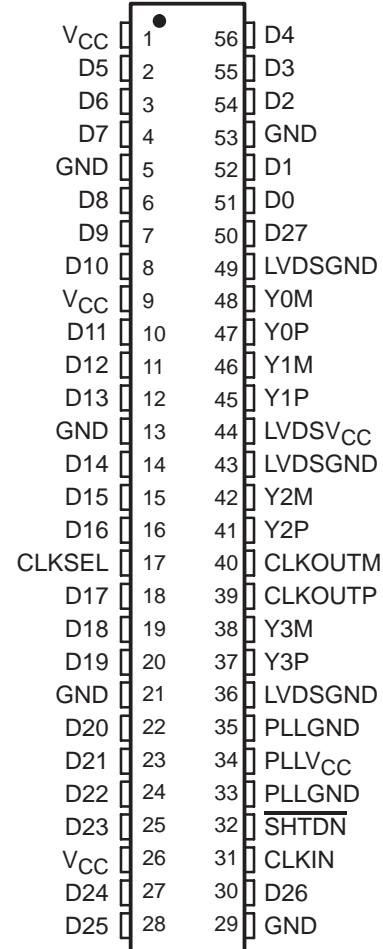 VCC 1 56 D4
D5 2 55 D3
D6 3 54 D2
D7 4 53 GND
GND 5 52 D1
D8 6 51 D0
D9 7 50 D27
D10 8 49 LVDSGND
VCC 9 48 Y0M
D11 10 47 Y0P
D12 11 46 Y1M
D13 12 45 Y1P
GND 13 44 LVDSVCC
D14 14 43 LVDSGND
D15 15 42 Y2M
D16 16 41 Y2P
CLKSEL 17 40 CLKOUTM
D17 18 39 CLKOUTP
D18 19 38 Y3M
D19 20 37 Y3P
GND 21 36 LVDSGND
D20 22 35 PLLGND
D21 23 34 PLLVCC
D22 24 33 PLLGND
D23 25 32 SHTDN
VCC 26 31 CLKIN
D24 27 30 D26
D25 28 29 GND